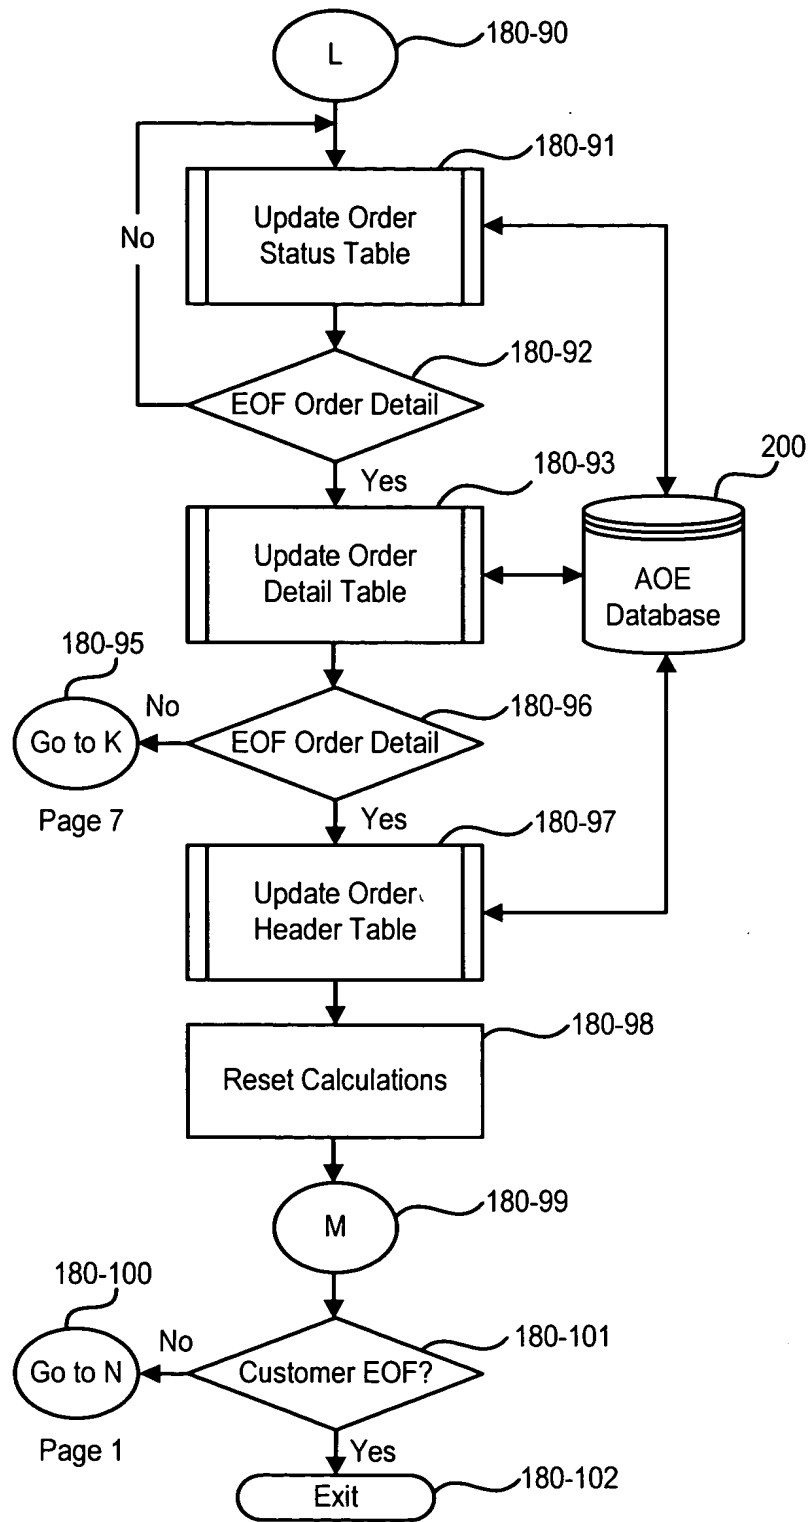 L
180-90
180-91
Update Order
Status Table
No
180-92
EOF Order Detail
Yes
180-93
200
Update Order
Detail Table
AOE
Database
180-95
No
180-96
Go to K
EOF Order Detail
Page 7
Yes
180-97
Update Order
Header Table
180-98
Reset Calculations
M
180-99
180-100
No
180-101
Go to N
Customer EOF?
Page 1
Yes
180-102
Exit